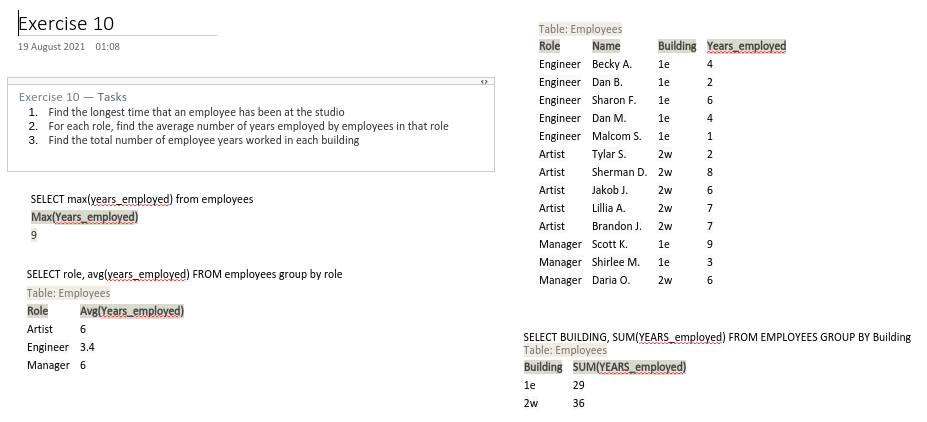 Exercise 10
19 August 2021 01:08
Exercise 10 — Tasks
1. Find the longest time that an employee has been at the studio
2. For each role, find the average number of years employed by employees in that role
3. Find the total number of employee years worked in each building
SELECT max(years_employed) from employees
Max(Years_employed)
9
SELECT role, avg(years_employed) FROM employees group by role
Table: Employees
Role Avg(Years_employed)
Artist 6
Engineer 3.4
Manager 6
Table: Employees
Role Name Building Years_employed
Engineer Becky A. 1e 4
Engineer Dan B. 1e 2
Engineer Sharon F. 1e 6
Engineer Dan M. 1e 4
Engineer Malcom S. 1e 1
Artist Tylar S. 2w 2
Artist Sherman D. 2w 8
Artist Jakob J. 2w 6
Artist Lillia A. 2w 7
Artist Brandon J. 2w 7
Manager Scott K. 1e 9
Manager Shirlee M. 1e 3
Manager Daria O. 2w 6
SELECT BUILDING, SUM(YEARS_employed) FROM EMPLOYEES GROUP BY Building
Table: Employees
Building SUM(YEARS_employed)
1e 29
2w 36